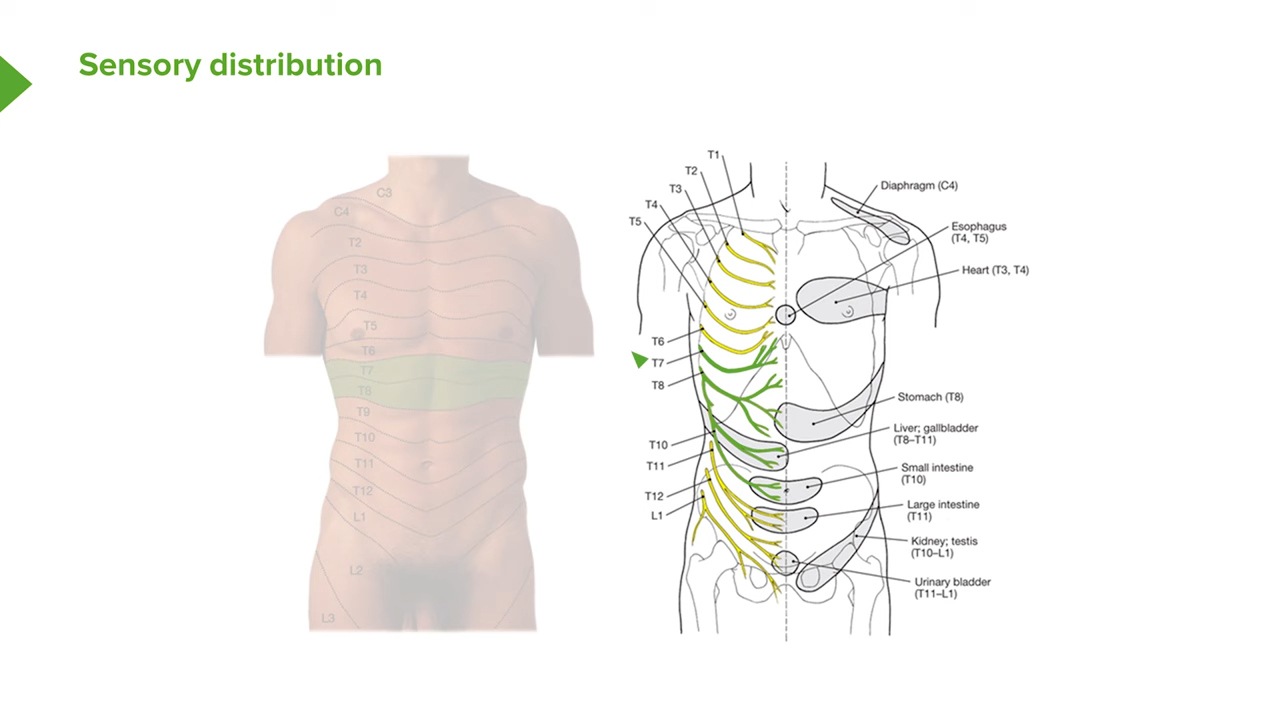 Sensory distribution
C3
C4
T2
T3
T4
T5
T6
T7
T8
T9
T10
T11
T12
L1
L2
L3
T1
T2
T3
T4
T5
T6
T7
T8
T10
T11
T12
L1
Diaphragm (C4)
Esophagus
(T4, T5)
Heart (T3, T4)
Stomach (T8)
Liver; gallbladder
(T8–T11)
Small intestine
(T10)
Large intestine
(T11)
Kidney; testis
(T10–L1)
Urinary bladder
(T11–L1)